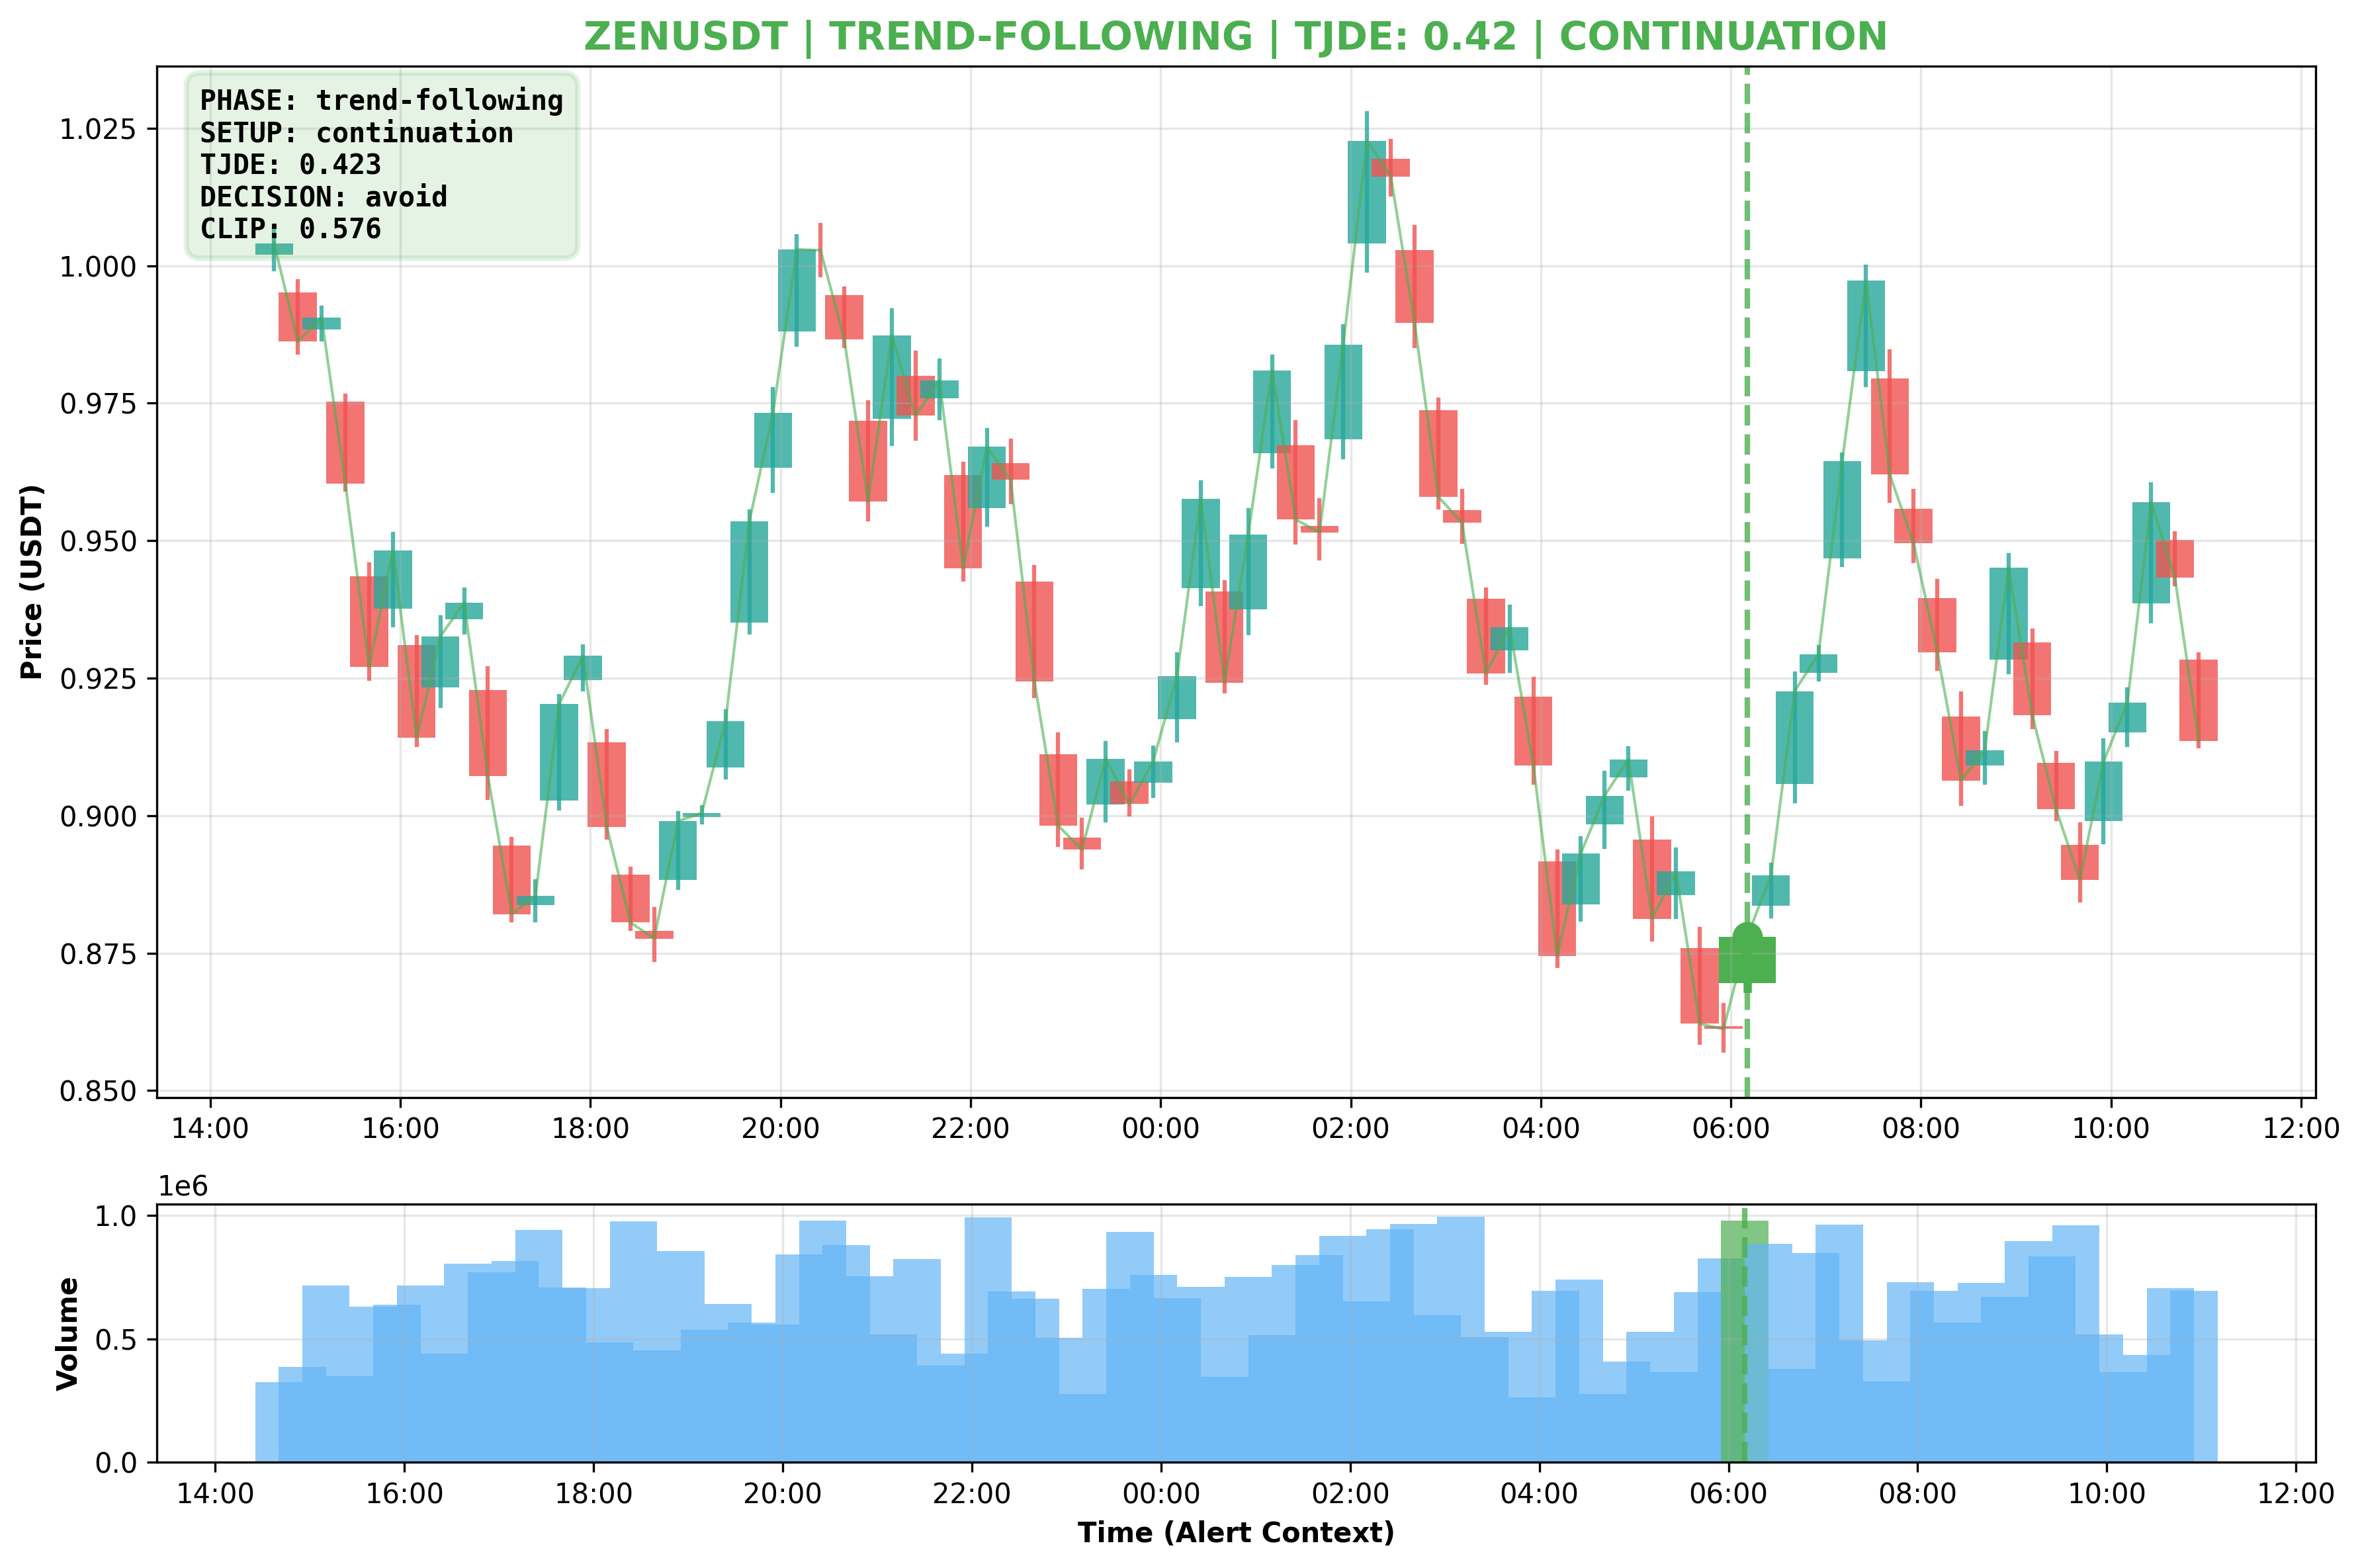 ZENUSDT | TREND-FOLLOWING | TJDE: 0.42 | CONTINUATION
PHASE: trend-following
SETUP: continuation
TJDE: 0.423
DECISION: avoid
CLIP: 0.576
Price (USDT)
1.025
1.000
0.975
0.950
0.925
0.900
0.875
0.850
14:00 16:00 18:00 20:00 22:00 00:00 02:00 04:00 06:00 08:00 10:00 12:00
1e6
Volume
1.0
0.5
0.0
14:00 16:00 18:00 20:00 22:00 00:00 02:00 04:00 06:00 08:00 10:00 12:00
Time (Alert Context)